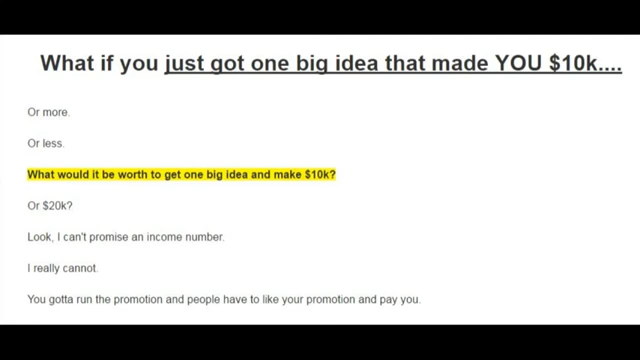 What if you just got one big idea that made YOU $10k....
Or more.
Or less.
What would it be worth to get one big idea and make $10k?
Or $20k?
Look, I can't promise an income number.
I really cannot.
You gotta run the promotion and people have to like your promotion and pay you.